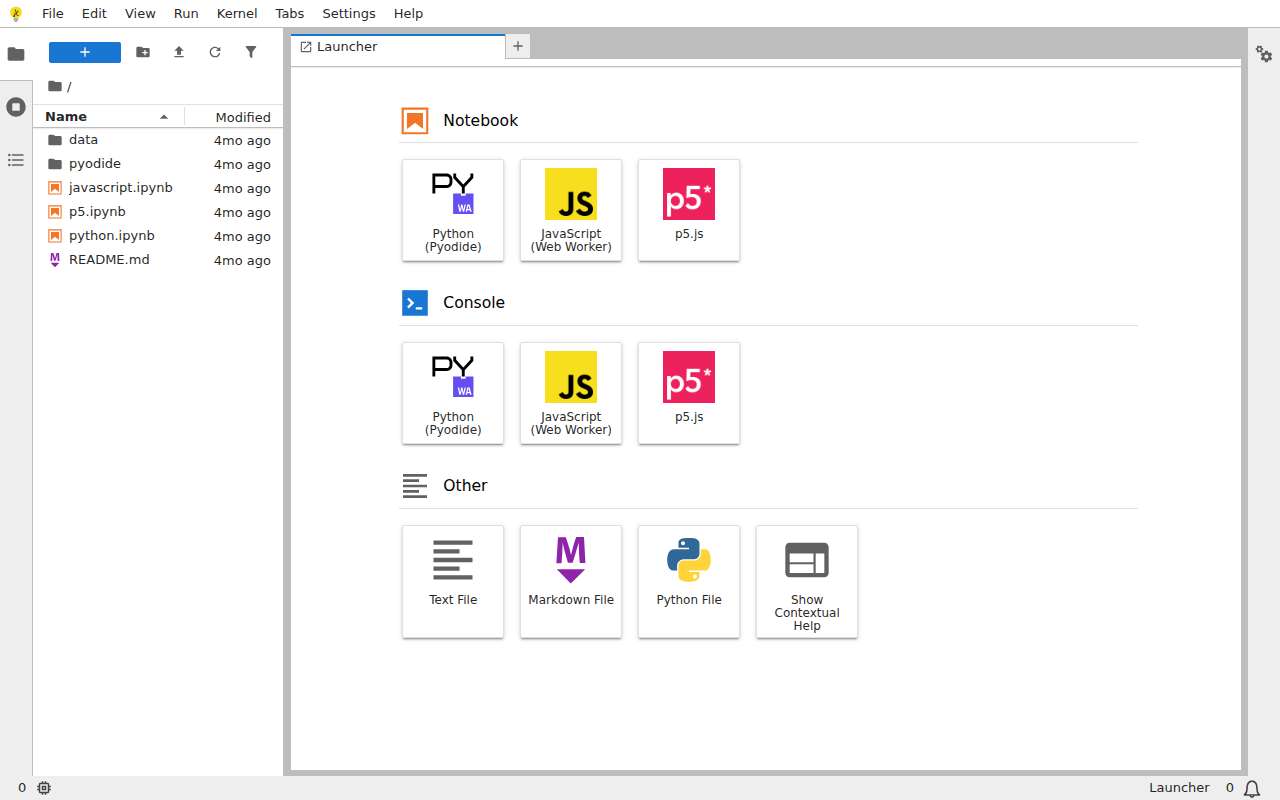 File Edit View Run Kernel Tabs Settings Help
Launcher
/
Name Modified
data 4mo ago
pyodide 4mo ago
javascript.ipynb 4mo ago
p5.ipynb 4mo ago
python.ipynb 4mo ago
M README.md 4mo ago
Notebook
PY
WA
JS
p5*
Python
(Pyodide)
JavaScript
(Web Worker)
p5.js
Console
PY
WA
JS
p5*
Python
(Pyodide)
JavaScript
(Web Worker)
p5.js
Other
M
Text File
Markdown File
Python File
Show
Contextual
Help
0
Launcher 0